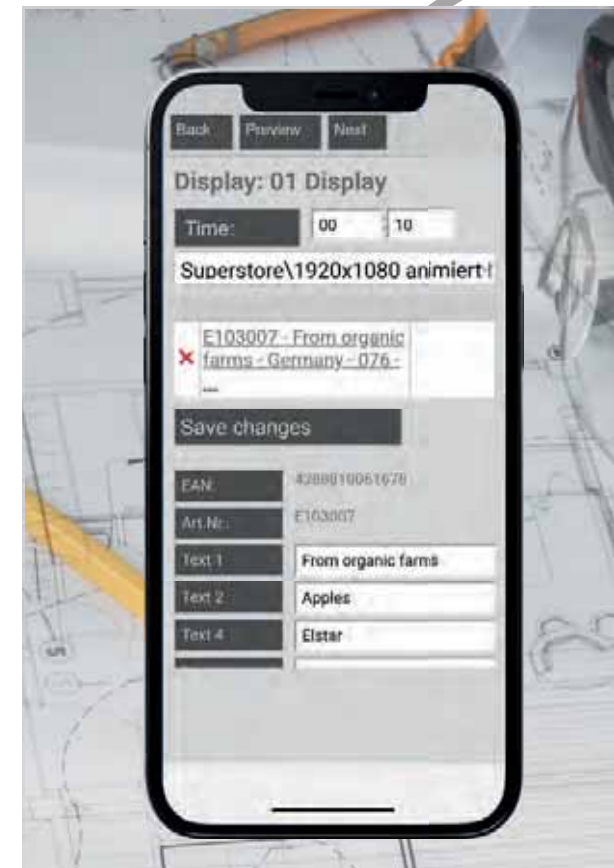 Back Preview Next
Display: 01 Display
Time: 00 : 10
Superstore\1920x1080 animiert
E103007 - From organic
farms - Germany - 076 -
...
Save changes
EAN:
Art.Nr.: E103007
Text 1 From organic farms
Text 2 Apples
Text 4 Elstar